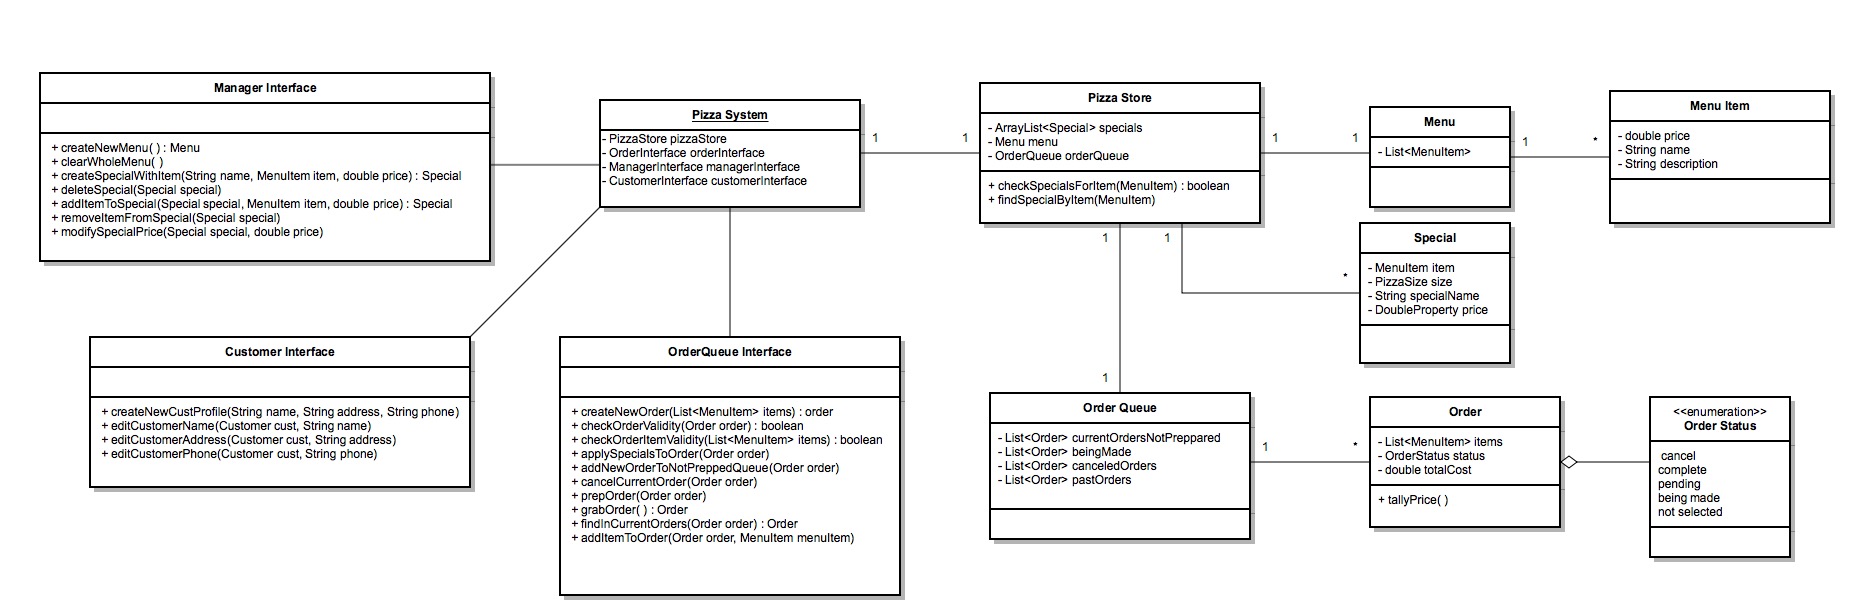 Manager Interface
+ createNewMenu( ) : Menu
+ clearWholeMenu( )
+ createSpecialWithItem(String name, MenuItem item, double price) : Special
+ deleteSpecial(Special special)
+ addItemToSpecial(Special special, MenuItem item, double price) : Special
+ removeItemFromSpecial(Special special)
+ modifySpecialPrice(Special special, double price)
Pizza System
- PizzaStore pizzaStore
- OrderInterface orderInterface
- ManagerInterface managerInterface
- CustomerInterface customerInterface
1
1
Pizza Store
- ArrayList<Special> specials
- Menu menu
- OrderQueue orderQueue
+ checkSpecialsForItem(MenuItem) : boolean
+ findSpecialByItem(MenuItem)
1
1
Menu
- List<MenuItem>
1
*
Menu Item
- double price
- String name
- String description
1
1
*
Special
- MenuItem item
- PizzaSize size
- String specialName
- DoubleProperty price
1
Customer Interface
+ createNewCustProfile(String name, String address, String phone)
+ editCustomerName(Customer cust, String name)
+ editCustomerAddress(Customer cust, String address)
+ editCustomerPhone(Customer cust, String phone)
OrderQueue Interface
+ createNewOrder(List<MenuItem> items) : order
+ checkOrderValidity(Order order) : boolean
+ checkOrderItemValidity(List<MenuItem> items) : boolean
+ applySpecialsToOrder(Order order)
+ addNewOrderToNotPreppedQueue(Order order)
+ cancelCurrentOrder(Order order)
+ prepOrder(Order order)
+ grabOrder( ) : Order
+ findInCurrentOrders(Order order) : Order
+ addItemToOrder(Order order, MenuItem menuItem)
Order Queue
- List<Order> currentOrdersNotPreppared
- List<Order> beingMade
- List<Order> canceledOrders
- List<Order> pastOrders
1
*
Order
- List<MenuItem> items
- OrderStatus status
- double totalCost
+ tallyPrice( )
<<enumeration>>
Order Status
cancel
complete
pending
being made
not selected